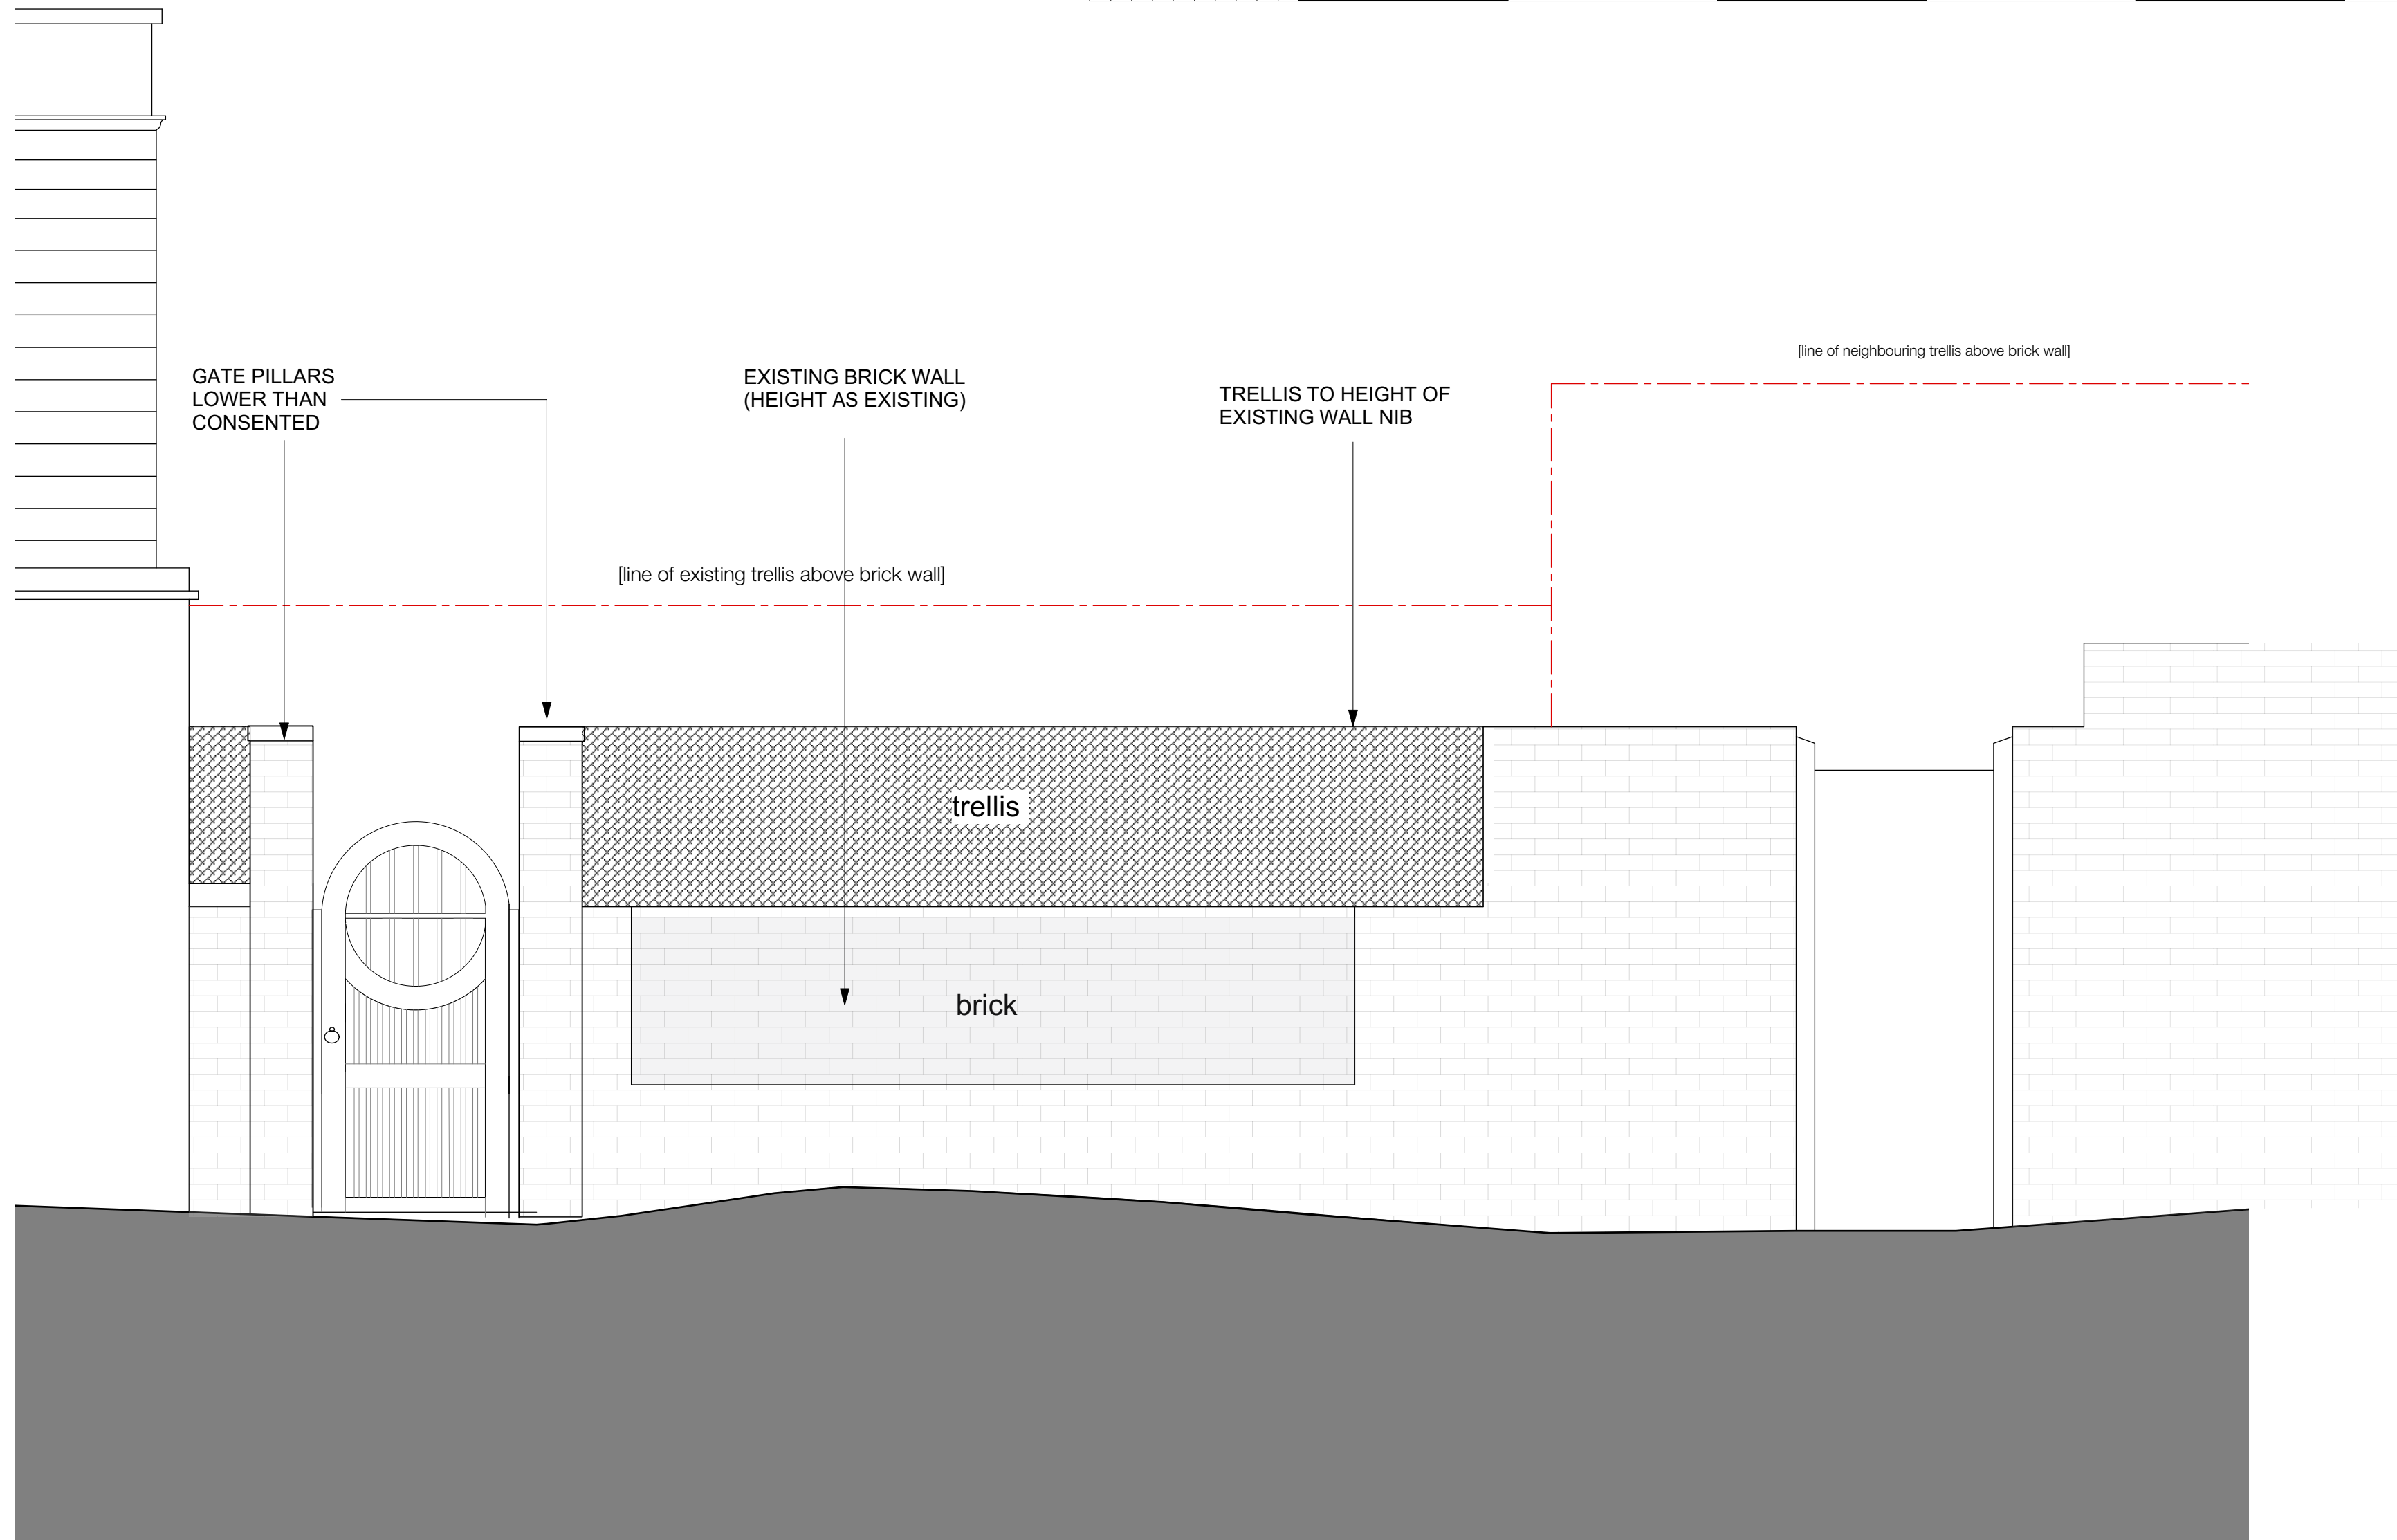 [line of neighbouring trellis above brick wall]
GATE PILLARS
LOWER THAN
CONSENTED
EXISTING BRICK WALL
(HEIGHT AS EXISTING)
TRELLIS TO HEIGHT OF
EXISTING WALL NIB
[line of existing trellis above brick wall]
trellis
brick